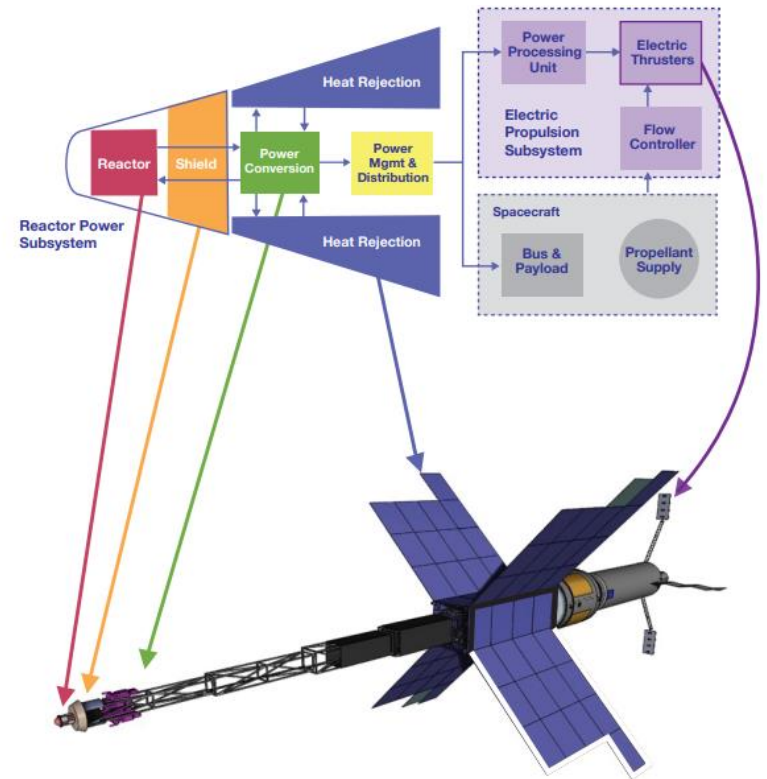 Heat Rejection
Reactor
Shield
Power
Conversion
Power
Mgmt &
Distribution
Heat Rejection
Reactor Power
Subsystem
Power
Processing
Unit
Electric
Thrusters
Electric
Propulsion
Subsystem
Flow
Controller
Spacecraft
Bus &
Payload
Propellant
Supply